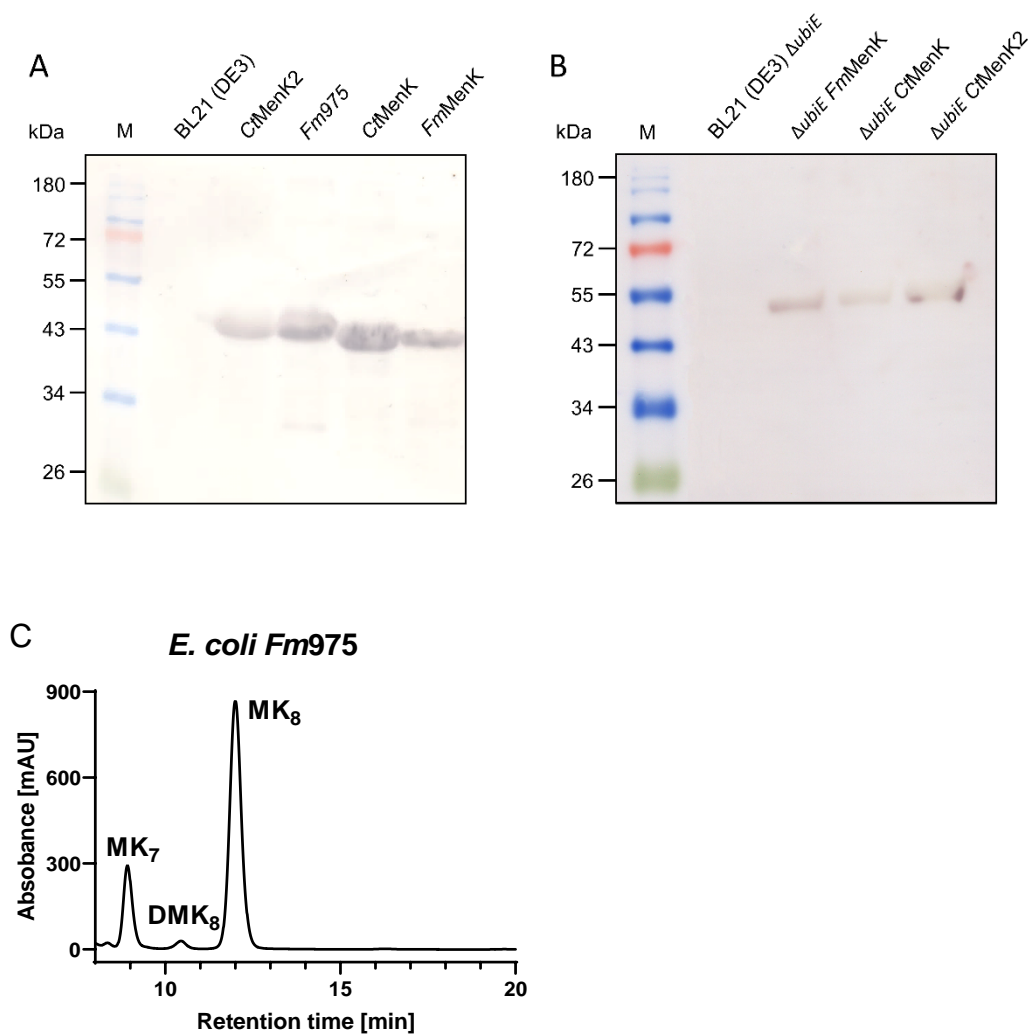 A
kDa
M
BL21 (DE3)
CtMenK2
Fm975
CtMenK
FmMenK
180
72
55
43
34
26
B
kDa
M
BL21 (DE3) ΔubiE
ΔubiE FmMenK
ΔubiE CtMenK
ΔubiE CtMenK2
180
72
55
43
34
26
C
E. coli Fm975
Absobance [mAU]
900
600
300
0
MK7
DMK8
MK8
10
15
20
Retention time [min]